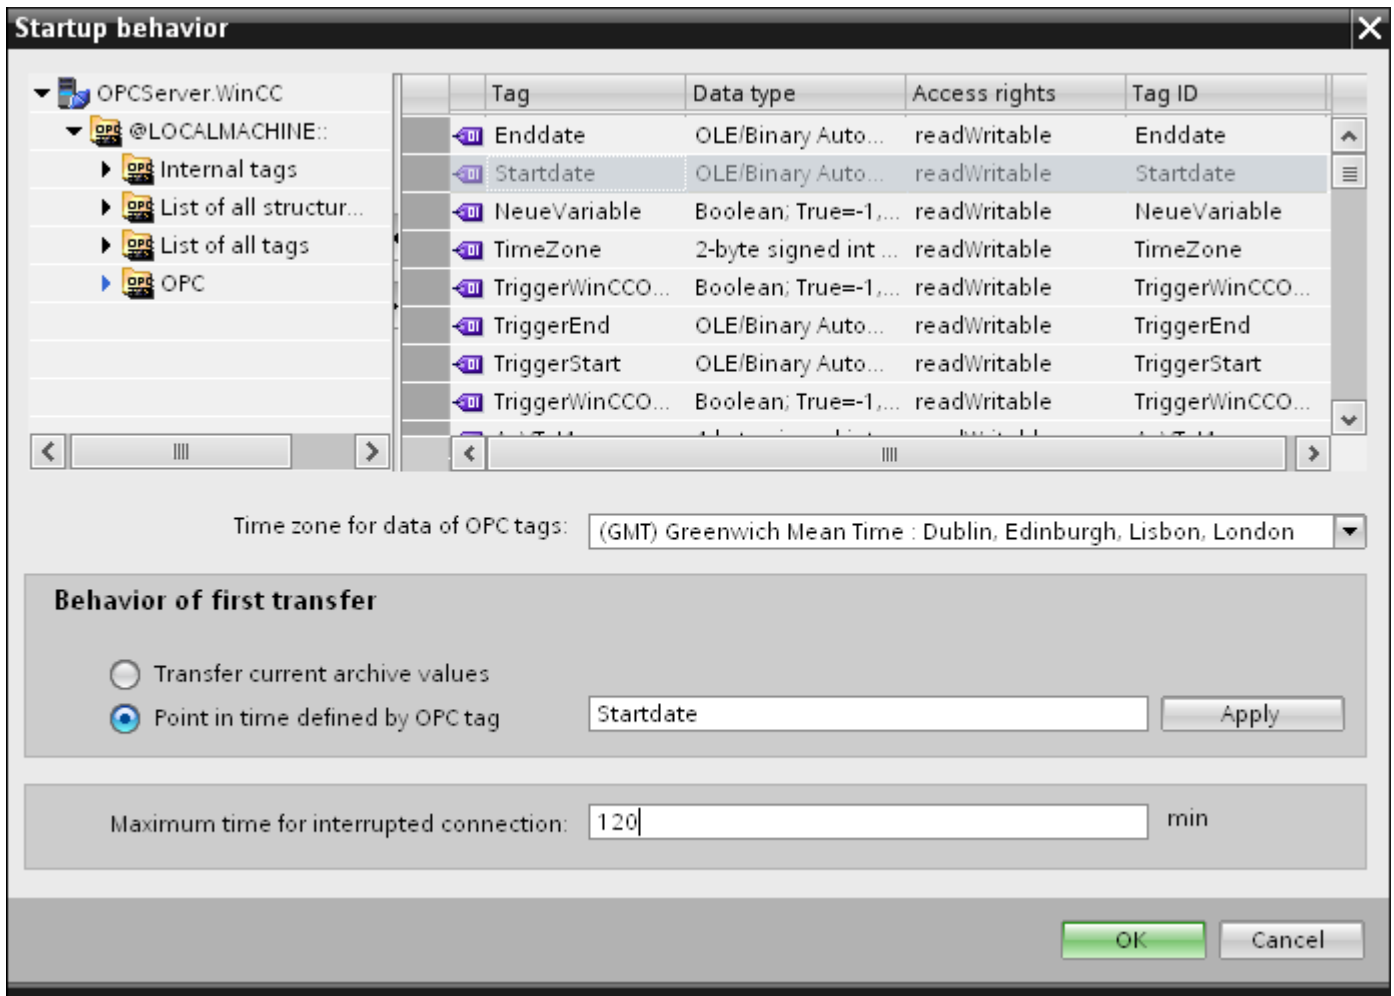 Startup behavior
OPCServer.WinCC
@LOCALMACHINE::
Internal tags
List of all structur...
List of all tags
OPC
Tag Data type Access rights Tag ID
Enddate OLE/Binary Auto... readWritable Enddate
Startdate OLE/Binary Auto... readWritable Startdate
NeueVariable Boolean; True=-1,... readWritable NeueVariable
TimeZone 2-byte signed int ... readWritable TimeZone
TriggerWinCCO... Boolean; True=-1,... readWritable TriggerWinCCO...
TriggerEnd OLE/Binary Auto... readWritable TriggerEnd
TriggerStart OLE/Binary Auto... readWritable TriggerStart
TriggerWinCCO... Boolean; True=-1,... readWritable TriggerWinCCO...
Time zone for data of OPC tags: (GMT) Greenwich Mean Time : Dublin, Edinburgh, Lisbon, London
Behavior of first transfer
Transfer current archive values
Point in time defined by OPC tag Startdate Apply
Maximum time for interrupted connection: 120 min
OK Cancel